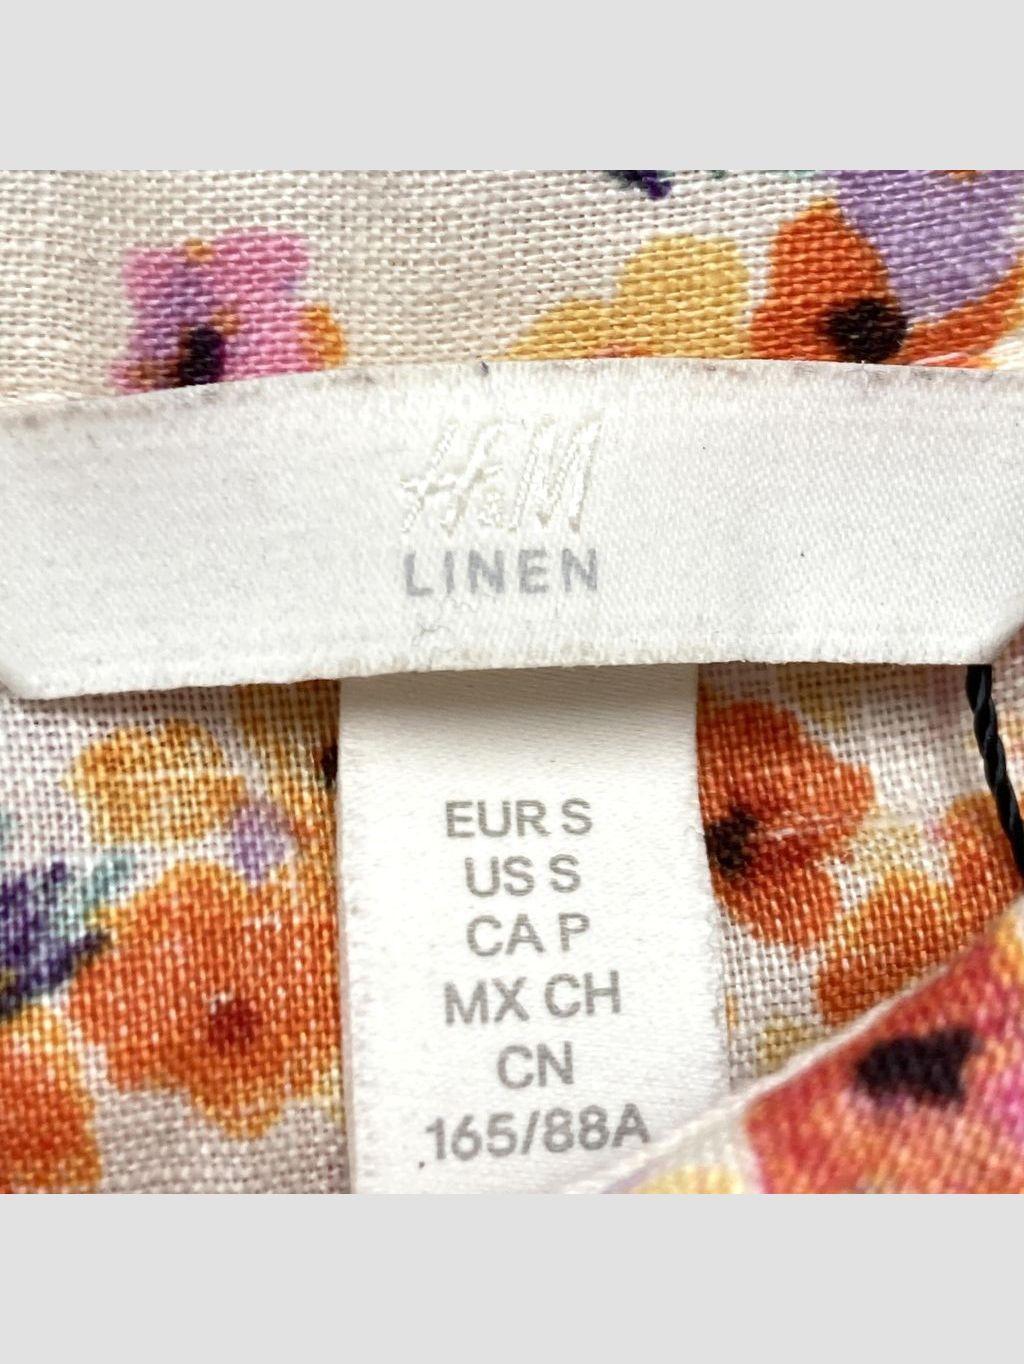 H&M
LINEN
EUR S
US S
CA P
MX CH
CN
165/88A